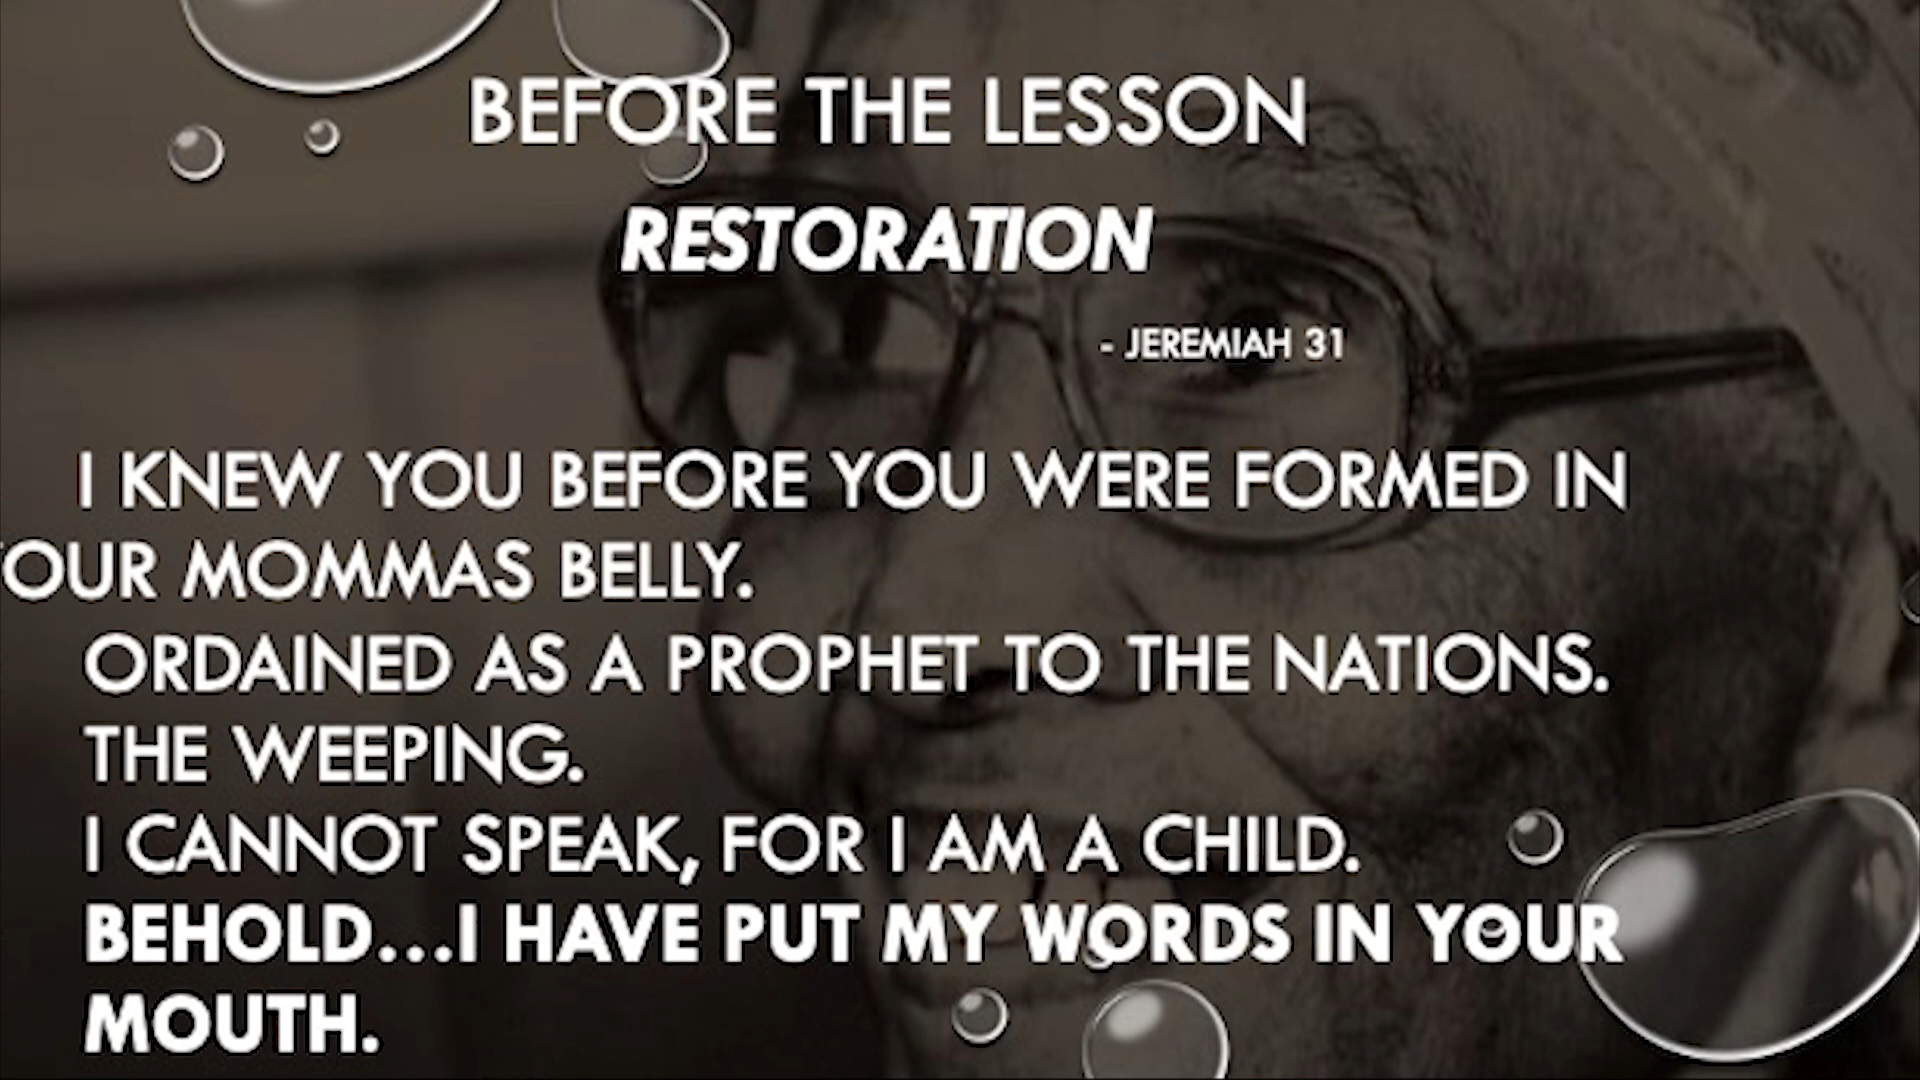 BEFORE THE LESSON
RESTORATION
- JEREMIAH 31
I KNEW YOU BEFORE YOU WERE FORMED IN
YOUR MOMMAS BELLY.
ORDAINED AS A PROPHET TO THE NATIONS.
THE WEEPING.
I CANNOT SPEAK, FOR I AM A CHILD.
BEHOLD...I HAVE PUT MY WORDS IN YOUR
MOUTH.